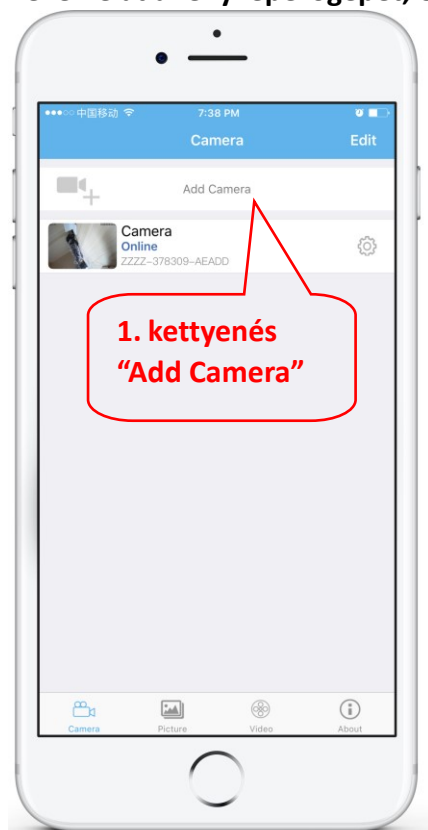 中国移动 7:38 PM
Camera Edit
Add Camera
Camera
Online
ZZZZ-378309-AEADD
1. kettyenés
“Add Camera”
Camera Picture Video About